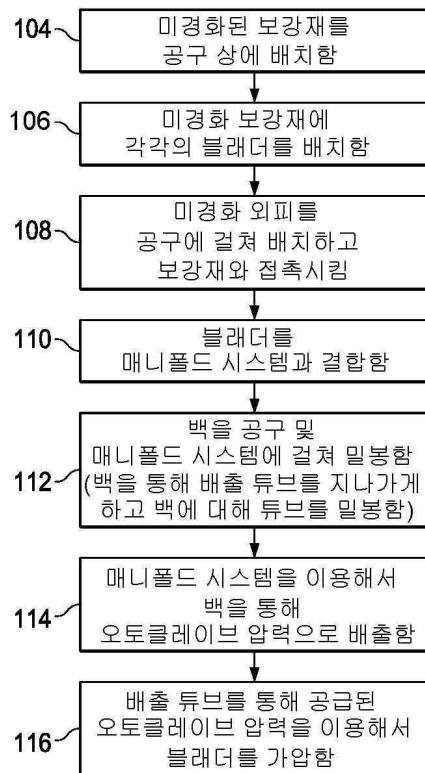 104
미경화된 보강재를
공구 상에 배치함
106
미경화 보강재에
각각의 블래더를 배치함
108
미경화 외피를
공구에 걸쳐 배치하고
보강재와 접촉시킴
110
블래더를
매니폴드 시스템과 결합함
112
백을 공구 및
매니폴드 시스템에 걸쳐 밀봉함
(백을 통해 배출 튜브를 지나가게
하고 백에 대해 튜브를 밀봉함)
114
매니폴드 시스템을 이용해서
백을 통해
오토클레이브 압력으로 배출함
116
배출 튜브를 통해 공급된
오토클레이브 압력을 이용해서
블래더를 가압함